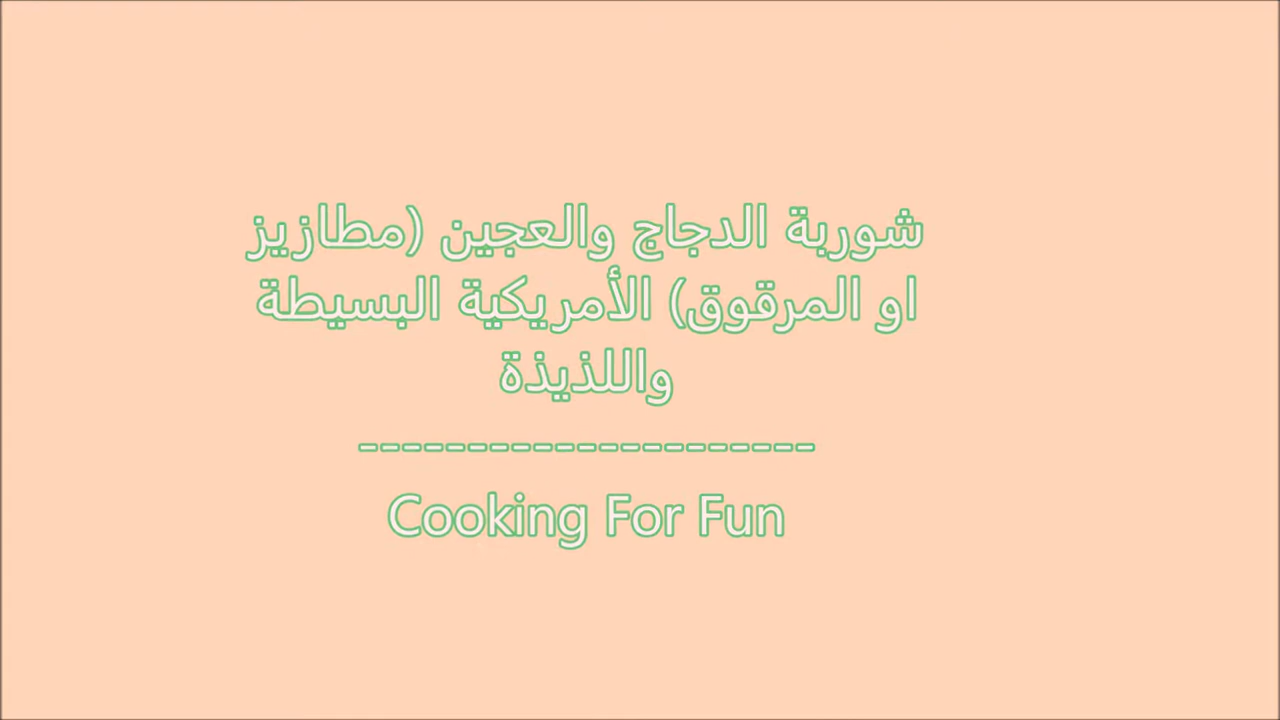 شوربة الدجاج والعجين (مطازيز
او المرقوق) الأمريكية البسيطة
واللذيذة
---------------------
Cooking For Fun